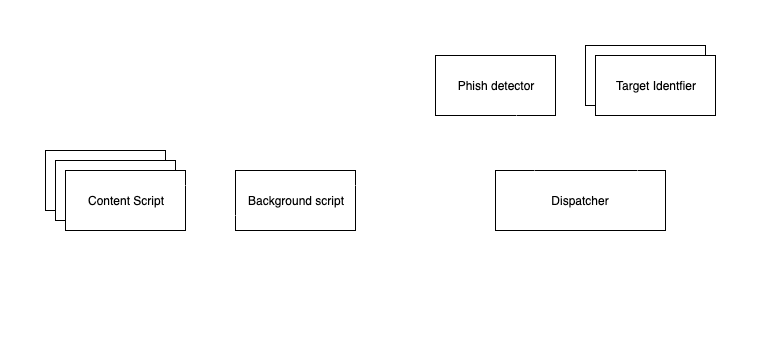 Phish detector
Target Identfier
Content Script
Background script
Dispatcher